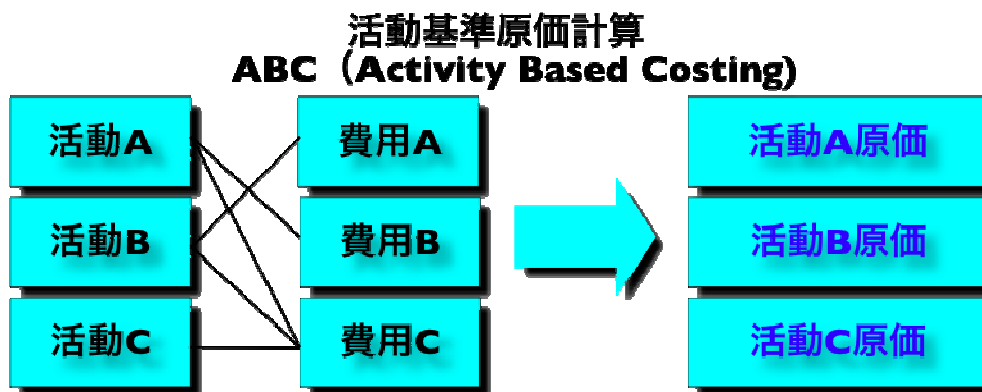 活動基準原価計算
ABC（Activity Based Costing)
活動A
費用A
活動A原価
活動B
費用B
活動B原価
活動C
費用C
活動C原価